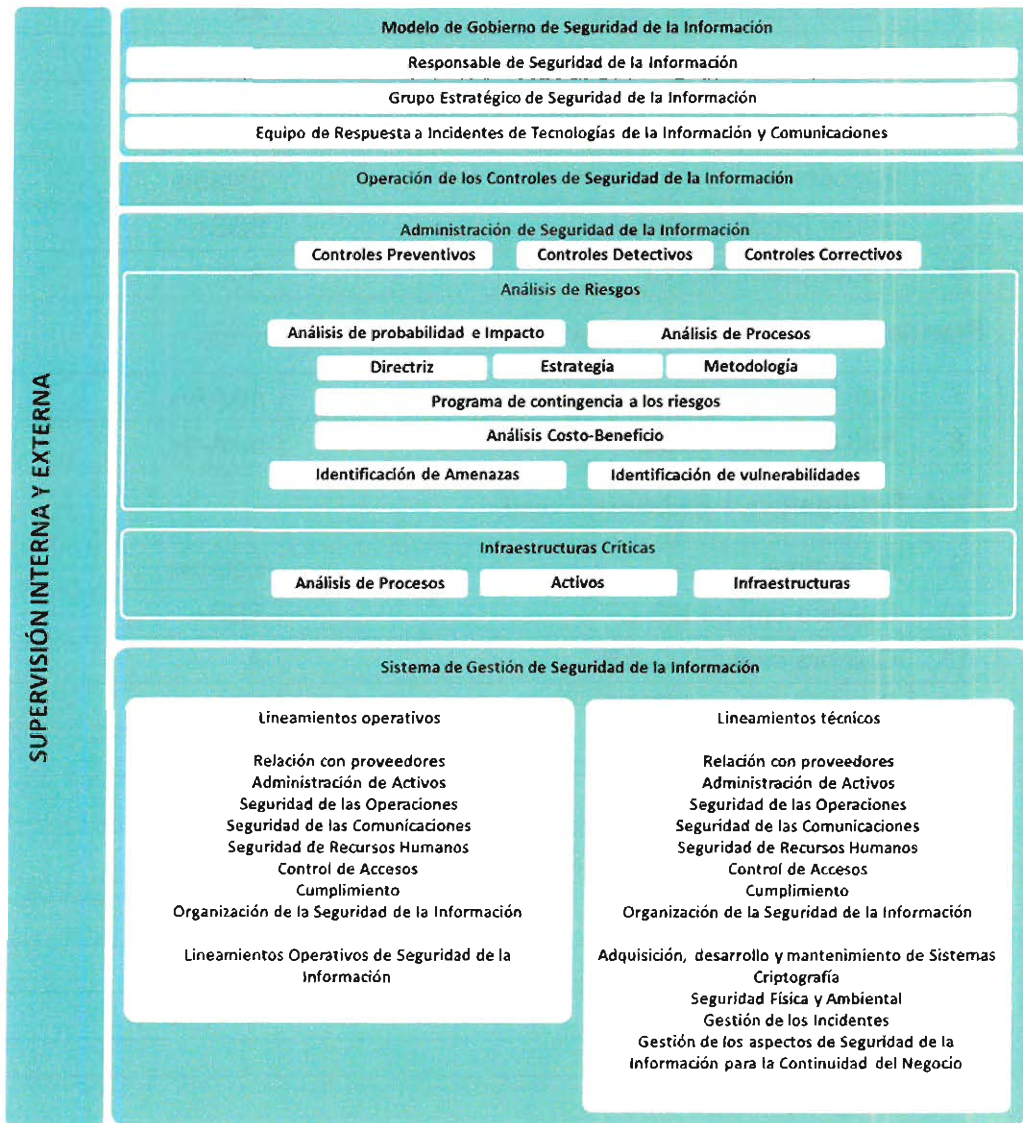 SUPERVISIÓN INTERNA Y EXTERNA
Modelo de Gobierno de Seguridad de la Información
Responsable de Seguridad de la Información
Grupo Estratégico de Seguridad de la Información
Equipo de Respuesta a Incidentes de Tecnologías de la Información y Comunicaciones
Operación de los Controles de Seguridad de la Información
Administración de Seguridad de la Información
Controles Preventivos
Controles Detectivos
Controles Correctivos
Análisis de Riesgos
Análisis de probabilidad e Impacto
Análisis de Procesos
Directriz
Estrategia
Metodología
Programa de contingencia a los riesgos
Análisis Costo-Beneficio
Identificación de Amenazas
Identificación de vulnerabilidades
Infraestructuras Críticas
Análisis de Procesos
Activos
Infraestructuras
Sistema de Gestión de Seguridad de la Información
Lineamientos operativos
Relación con proveedores
Administración de Activos
Seguridad de las Operaciones
Seguridad de las Comunicaciones
Seguridad de Recursos Humanos
Control de Accesos
Cumplimiento
Organización de la Seguridad de la Información
Lineamientos Operativos de Seguridad de la
Información
Lineamientos técnicos
Relación con proveedores
Administración de Activos
Seguridad de las Operaciones
Seguridad de las Comunicaciones
Seguridad de Recursos Humanos
Control de Accesos
Cumplimiento
Organización de la Seguridad de la Información
Adquisición, desarrollo y mantenimiento de Sistemas
Criptografía
Seguridad Física y Ambiental
Gestión de los Incidentes
Gestión de los aspectos de Seguridad de la
Información para la Continuidad del Negocio